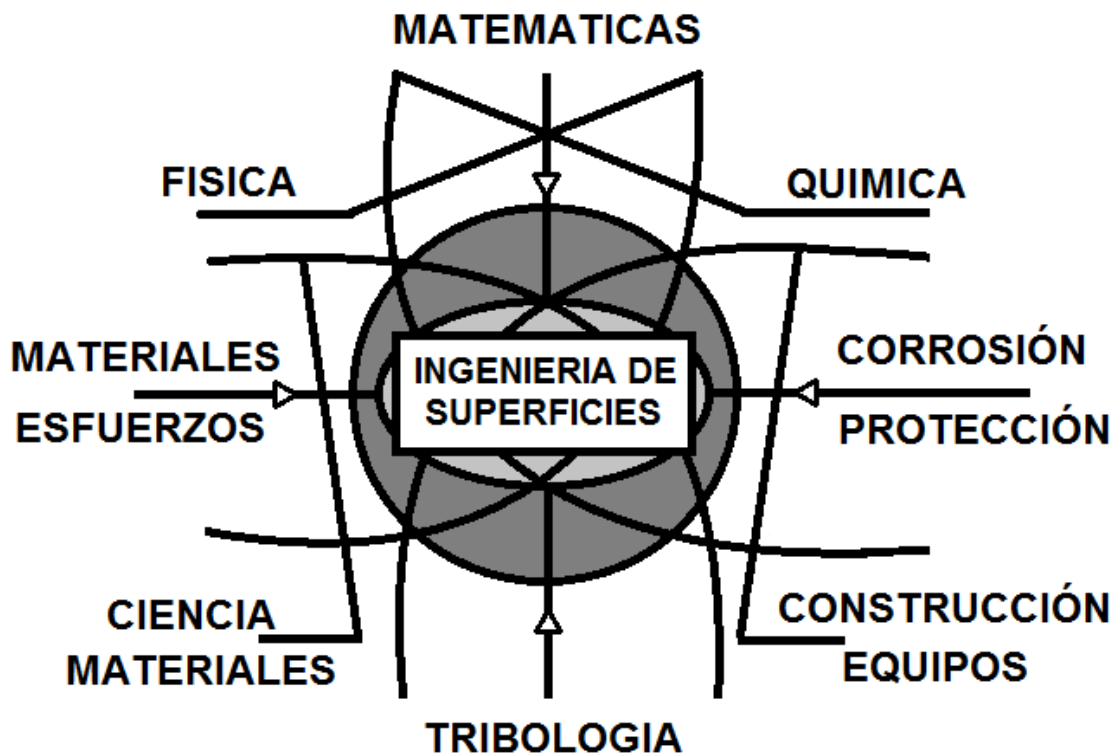 MATEMATICAS
FISICA
QUIMICA
MATERIALES
ESFUERZOS
INGENIERIA DE
SUPERFICIES
CORROSIÓN
PROTECCIÓN
CIENCIA
MATERIALES
CONSTRUCCIÓN
EQUIPOS
TRIBOLOGIA